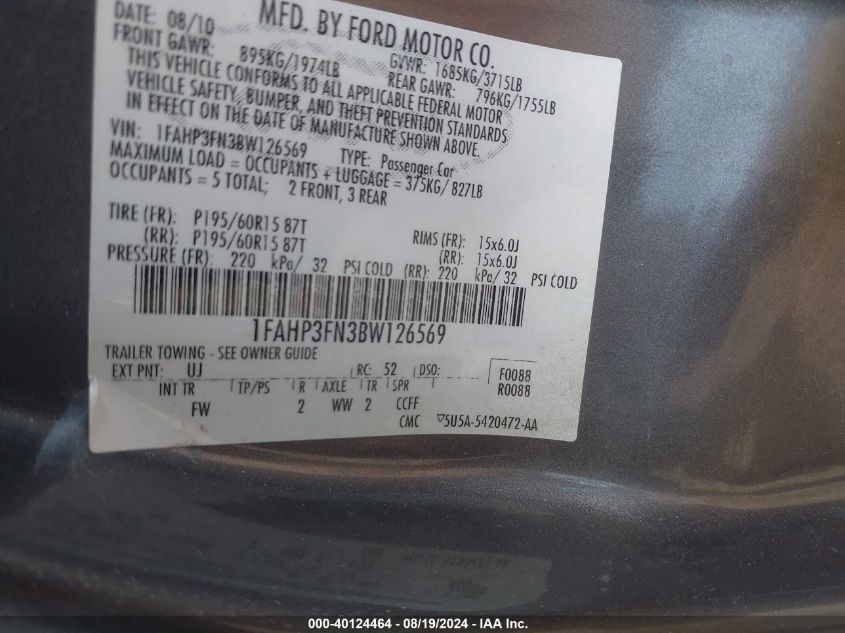 DATE: 08/10 MFD. BY FORD MOTOR CO.
FRONT GAWR: 895KG/1974LB GVWR: 1685KG/3715LB
REAR GAWR: 796KG/1755LB
THIS VEHICLE CONFORMS TO ALL APPLICABLE FEDERAL MOTOR
VEHICLE SAFETY, BUMPER, AND THEFT PREVENTION STANDARDS
IN EFFECT ON THE DATE OF MANUFACTURE SHOWN ABOVE
VIN: 1FAHP3FN3BW126569 TYPE: Passenger Car
MAXIMUM LOAD = OCCUPANTS + LUGGAGE = 375KG/ 827LB
OCCUPANTS = 5 TOTAL; 2 FRONT, 3 REAR
TIRE (FR): P195/60R15 87T RIMS (FR): 15x6.0J
(RR): P195/60R15 87T (RR): 15x6.0J
PRESSURE (FR): 220 kPa/ 32 PSI COLD (RR): 220 kPa/ 32 PSI COLD
1FAHP3FN3BW126569
TRAILER TOWING - SEE OWNER GUIDE
EXT PNT: UJ RC: 52 DSO: F0088
INT TR TP/PS R AXLE TR SPR R0088
FW 2 WW 2 CCFF
CMC ▽5U5A-5420472-AA
000-40124464 - 08/19/2024 - IAAI.COM